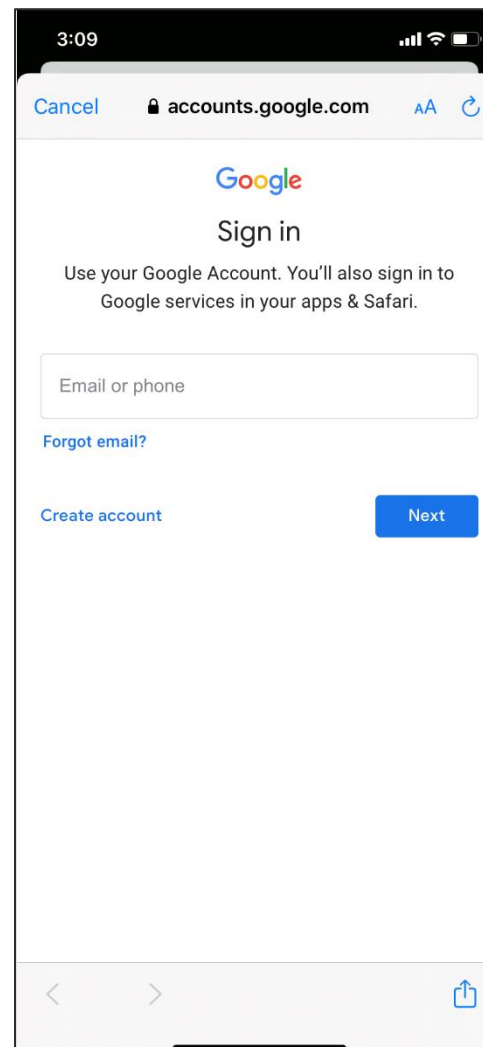 3:09
Cancel accounts.google.com AA
Google
Sign in
Use your Google Account. You’ll also sign in to
Google services in your apps & Safari.
Email or phone
Forgot email?
Create account Next